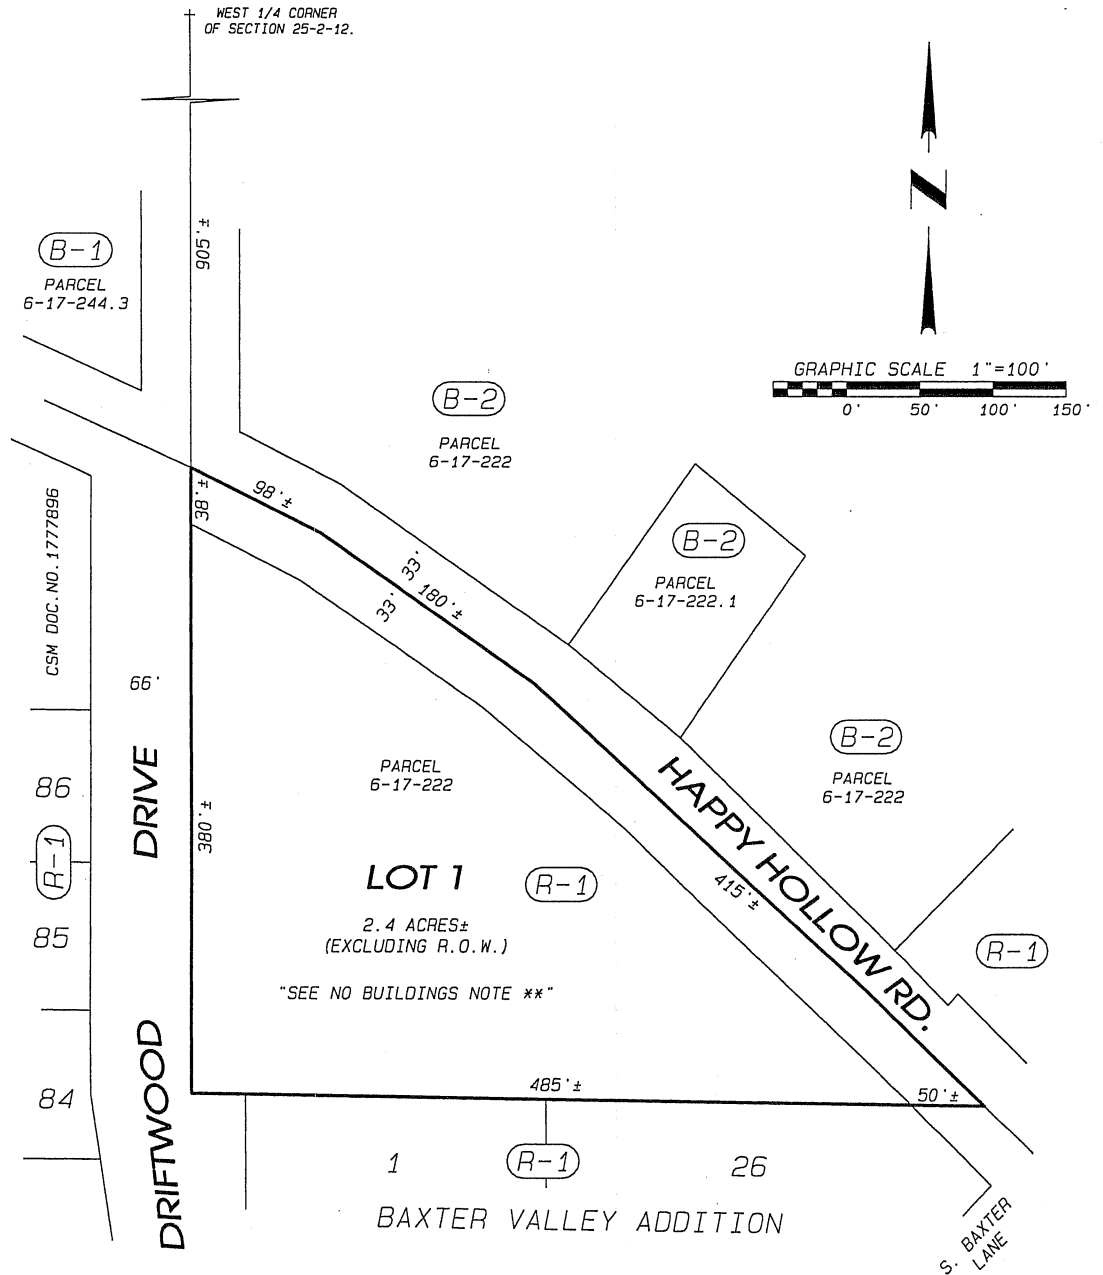 WEST 1/4 CORNER
OF SECTION 25-2-12.
905'±
B-1
PARCEL
6-17-244.3
N
GRAPHIC SCALE 1"=100'
0' 50' 100' 150'
B-2
PARCEL
6-17-222
98'±
38'±
CSM DOC.NO.1777896
33'
180'±
33'
B-2
PARCEL
6-17-222.1
66'
B-2
PARCEL
6-17-222
HAPPY HOLLOW RD.
415'±
PARCEL
6-17-222
86
R-1
85
84
DRIFTWOOD DRIVE
380'±
LOT 1
R-1
2.4 ACRES±
(EXCLUDING R.O.W.)
"SEE NO BUILDINGS NOTE **"
R-1
485'±
50'±
1
R-1
26
BAXTER VALLEY ADDITION
S. BAXTER
LANE